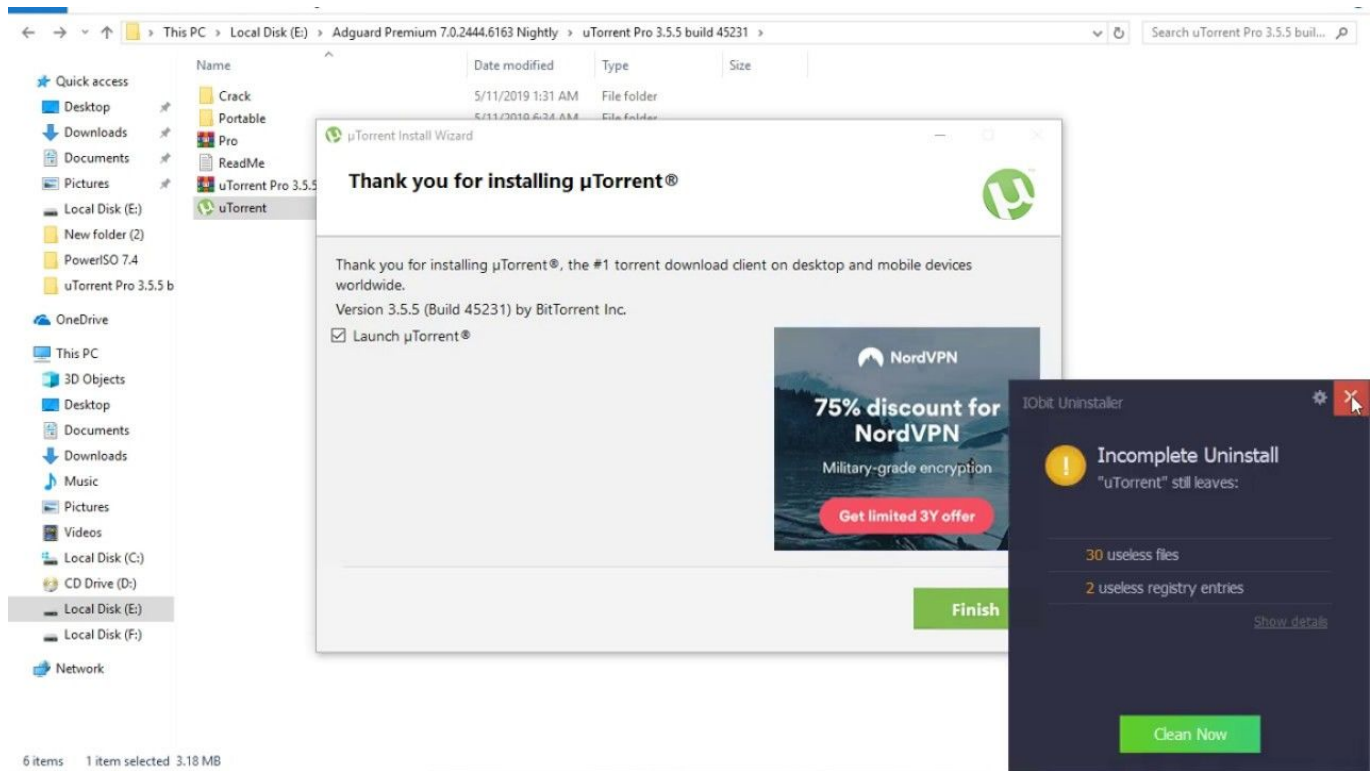 This PC > Local Disk (E:) > Adguard Premium 7.0.2444.6163 Nightly > uTorrent Pro 3.5.5 build 45231 >
Search uTorrent Pro 3.5.5 buil...
Name Date modified Type Size
Quick access
Desktop
Downloads
Documents
Pictures
Local Disk (E:)
New folder (2)
PowerISO 7.4
uTorrent Pro 3.5.5 b
OneDrive
This PC
3D Objects
Desktop
Documents
Downloads
Music
Pictures
Videos
Local Disk (C:)
CD Drive (D:)
Local Disk (E:)
Local Disk (F:)
Network
Crack 5/11/2019 1:31 AM File folder
Portable 5/11/2019 6:34 AM File folder
Pro
ReadMe
uTorrent Pro 3.5.5
uTorrent
µTorrent Install Wizard
Thank you for installing µTorrent®
Thank you for installing µTorrent®, the #1 torrent download client on desktop and mobile devices
worldwide.
Version 3.5.5 (Build 45231) by BitTorrent Inc.
Launch µTorrent®
NordVPN
75% discount for
NordVPN
Military-grade encryption
Get limited 3Y offer
Finish
IObit Uninstaller
Incomplete Uninstall
"uTorrent" still leaves:
30 useless files
2 useless registry entries
Show details
Clean Now
6 items 1 item selected 3.18 MB